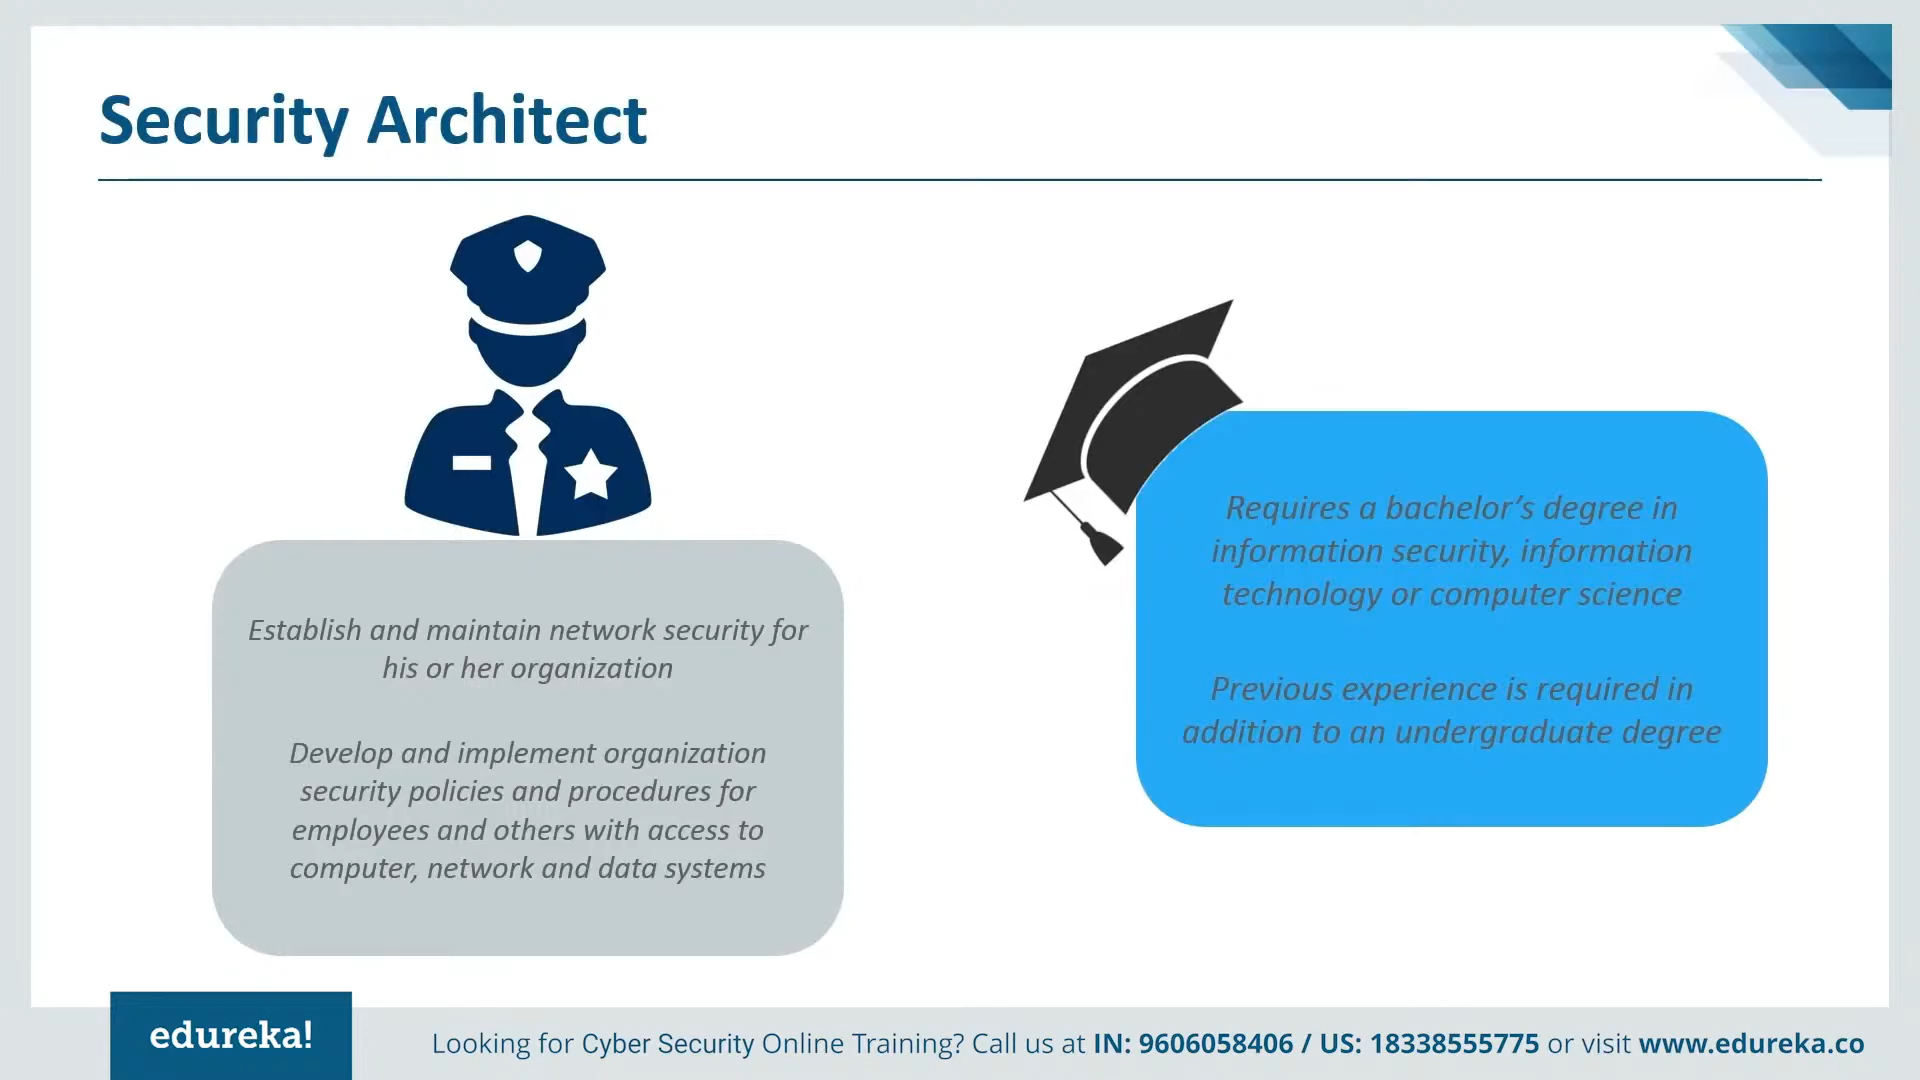 Security Architect
Establish and maintain network security for
his or her organization
Develop and implement organization
security policies and procedures for
employees and others with access to
computer, network and data systems
Requires a bachelor’s degree in
information security, information
technology or computer science
Previous experience is required in
addition to an undergraduate degree
edureka!
Looking for Cyber Security Online Training? Call us at IN: 9606058406 / US: 18338555775 or visit www.edureka.co